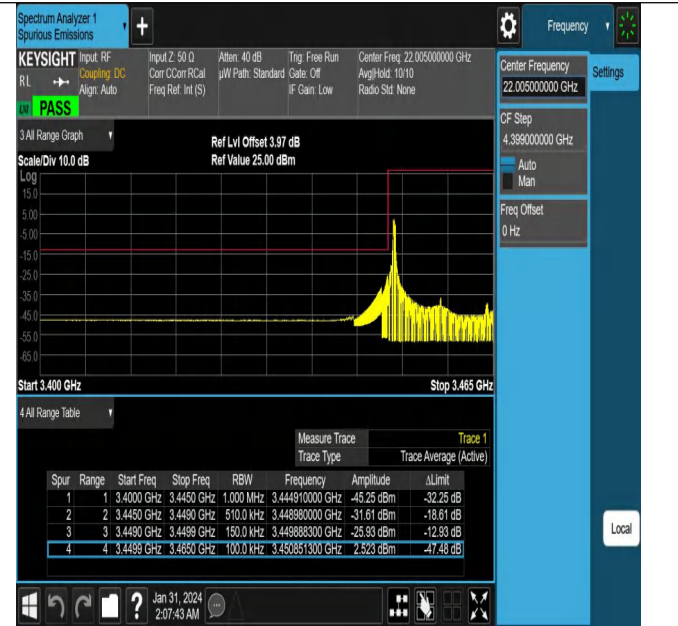 Spectrum Analyzer 1
Spurious Emissions
Frequency
KEYSIGHT
Input: RF
Coupling: DC
Align: Auto
Input Z: 50 Ω
Corr CCorr RCal
Freq Ref: Int (S)
Atten: 40 dB
µW Path: Standard
Trig: Free Run
Gate: Off
IF Gain: Low
Center Freq: 22.005000000 GHz
Avg|Hold: 10/10
Radio Std: None
RL
PASS
Center Frequency
22.005000000 GHz
Settings
CF Step
4.399000000 GHz
Auto
Man
Freq Offset
0 Hz
3 All Range Graph
Ref Lvl Offset 3.97 dB
Scale/Div 10.0 dB
Ref Value 25.00 dBm
Log
15.0
5.00
-5.00
-15.0
-25.0
-35.0
-45.0
-55.0
-65.0
Start 3.400 GHz
Stop 3.465 GHz
4 All Range Table
Measure Trace Trace 1
Trace Type Trace Average (Active)
Spur Range Start Freq Stop Freq RBW Frequency Amplitude ΔLimit
1 1 3.4000 GHz 3.4450 GHz 1.000 MHz 3.444910000 GHz -45.25 dBm -32.25 dB
2 2 3.4450 GHz 3.4490 GHz 510.0 kHz 3.448980000 GHz -31.61 dBm -18.61 dB
3 3 3.4490 GHz 3.4499 GHz 150.0 kHz 3.449888300 GHz -25.93 dBm -12.93 dB
4 4 3.4499 GHz 3.4650 GHz 100.0 kHz 3.450851300 GHz 2.523 dBm -47.48 dB
Local
?
Jan 31, 2024
2:07:43 AM